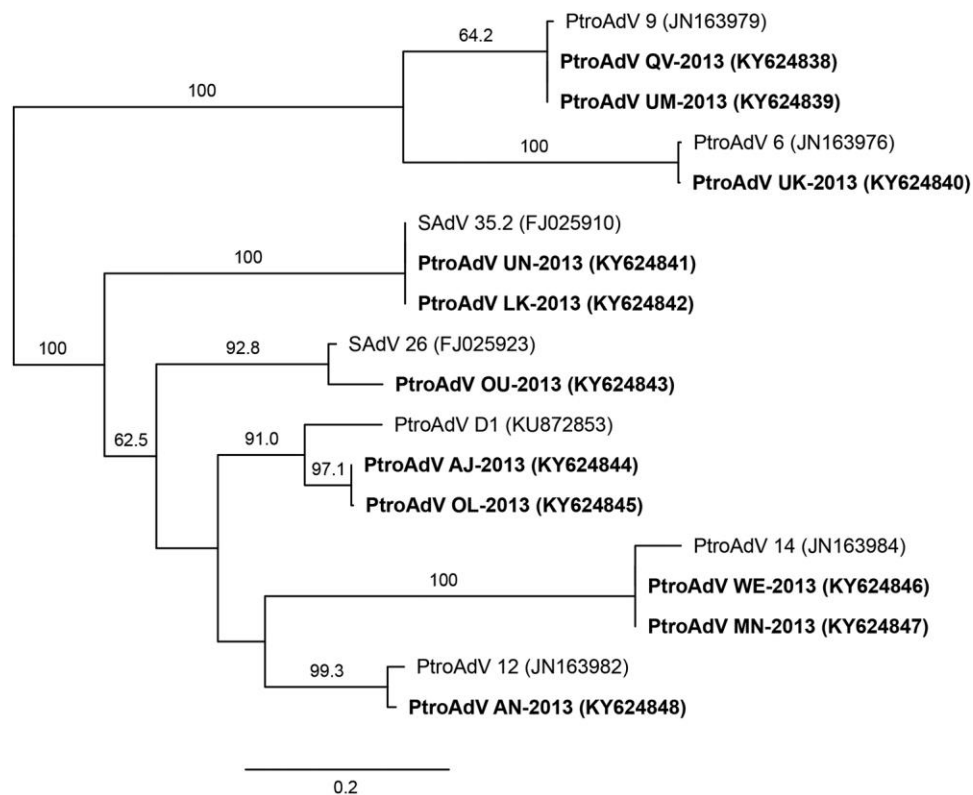 PtroAdV 9 (JN163979)
64.2
PtroAdV QV-2013 (KY624838)
100
PtroAdV UM-2013 (KY624839)
PtroAdV 6 (JN163976)
100
PtroAdV UK-2013 (KY624840)
SAdV 35.2 (FJ025910)
100
PtroAdV UN-2013 (KY624841)
PtroAdV LK-2013 (KY624842)
100
92.8
SAdV 26 (FJ025923)
PtroAdV OU-2013 (KY624843)
PtroAdV D1 (KU872853)
62.5
91.0
PtroAdV AJ-2013 (KY624844)
97.1
PtroAdV OL-2013 (KY624845)
PtroAdV 14 (JN163984)
100
PtroAdV WE-2013 (KY624846)
PtroAdV MN-2013 (KY624847)
PtroAdV 12 (JN163982)
99.3
PtroAdV AN-2013 (KY624848)
0.2